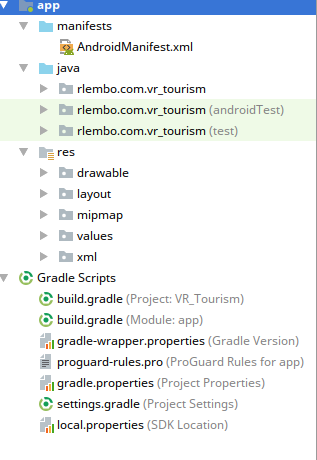 app
manifests
AndroidManifest.xml
java
rlembo.com.vr_tourism
rlembo.com.vr_tourism (androidTest)
rlembo.com.vr_tourism (test)
res
drawable
layout
mipmap
values
xml
Gradle Scripts
build.gradle (Project: VR_Tourism)
build.gradle (Module: app)
gradle-wrapper.properties (Gradle Version)
proguard-rules.pro (ProGuard Rules for app)
gradle.properties (Project Properties)
settings.gradle (Project Settings)
local.properties (SDK Location)